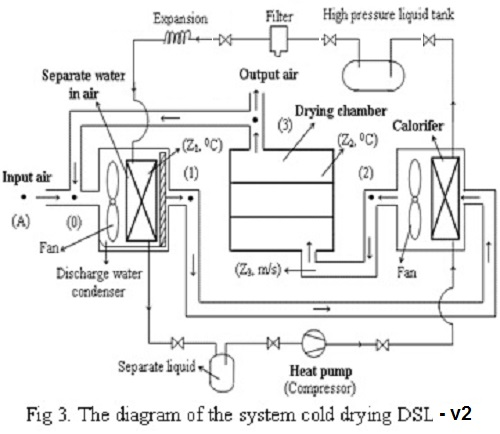 Expansion
Filter
High pressure liquid tank
Separate water
in air
Output air
(3)
Drying chamber
(Z₂, ⁰C)
Calorifer
(Z₁, ⁰C)
Input air
(1)
(2)
(A)
(0)
Fan
Discharge water
condenser
(Z₃, m/s)
Fan
Separate liquid
Heat pump
(Compressor)
Fig 3. The diagram of the system cold drying DSL - v2